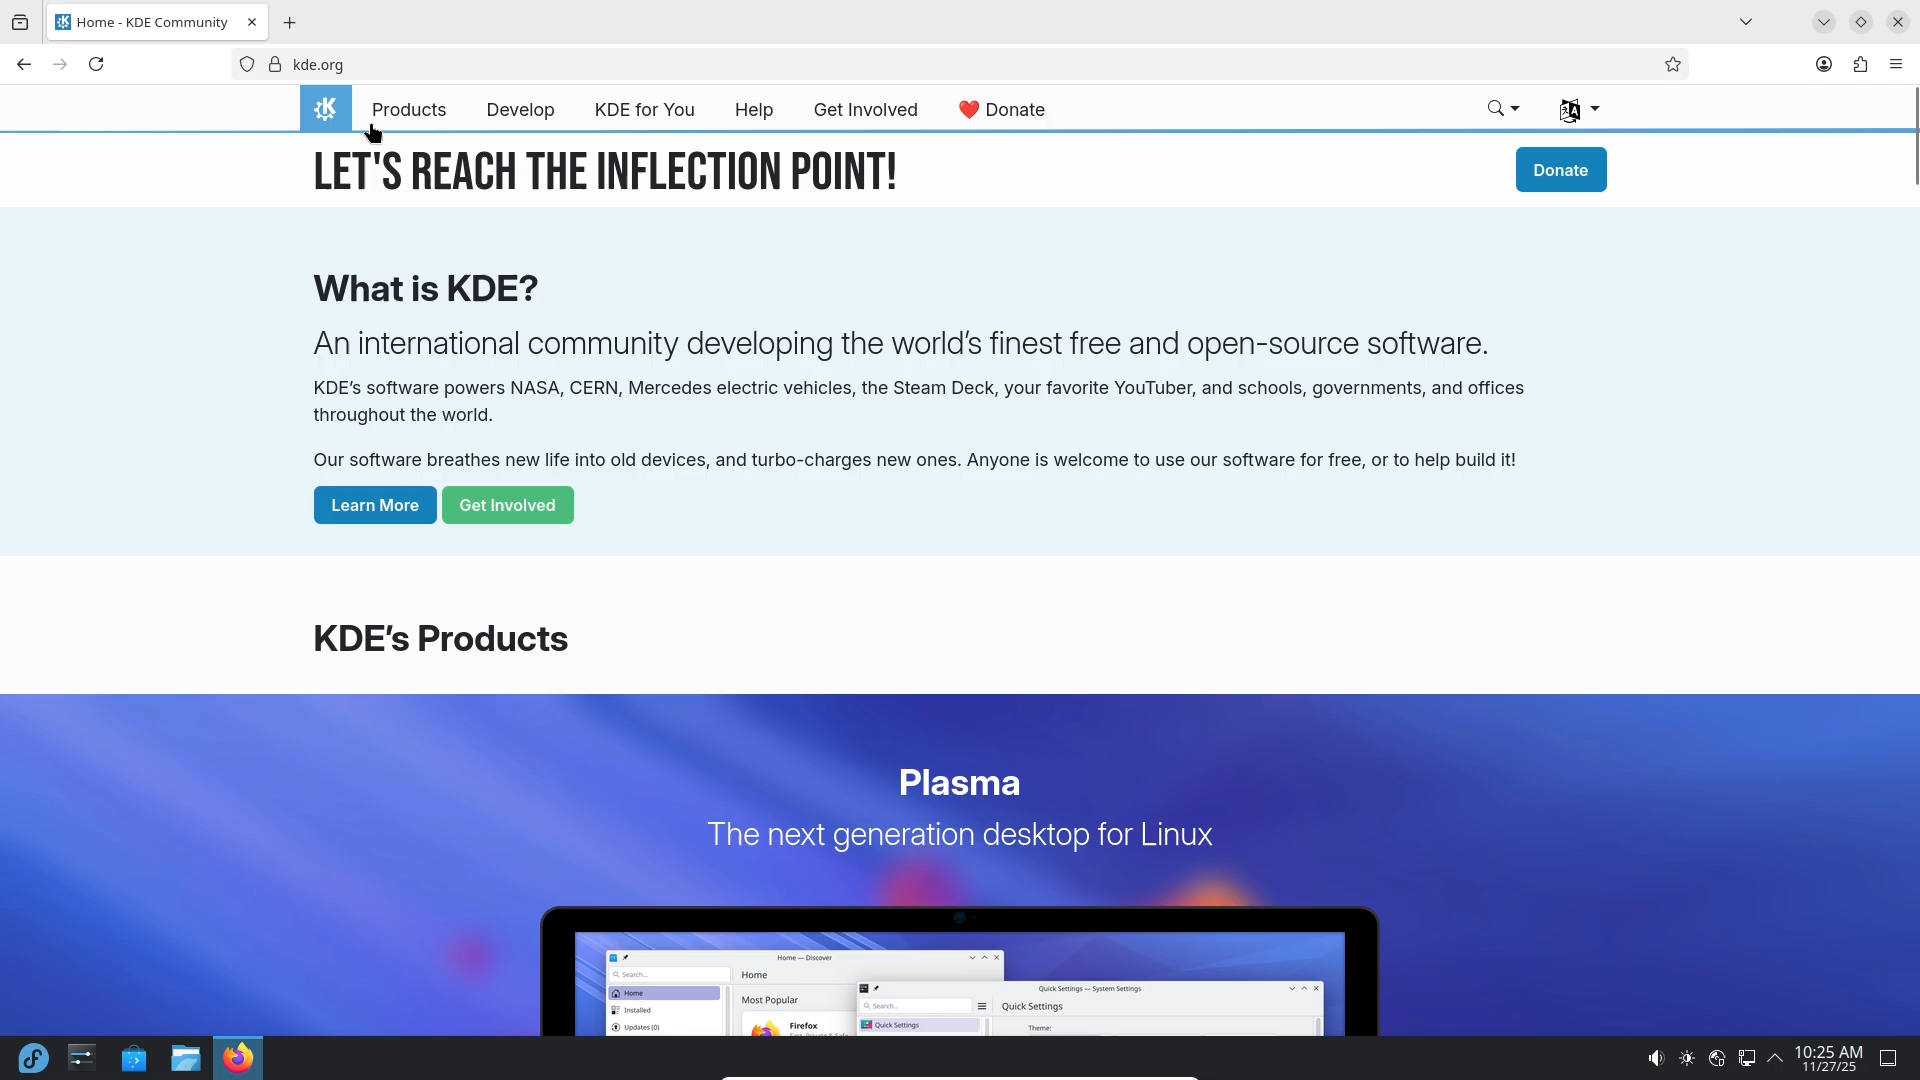 Home - KDE Community
kde.org
Products
Develop
KDE for You
Help
Get Involved
❤️ Donate
LET'S REACH THE INFLECTION POINT!
Donate
What is KDE?
An international community developing the world's finest free and open-source software.
KDE's software powers NASA, CERN, Mercedes electric vehicles, the Steam Deck, your favorite YouTuber, and schools, governments, and offices
throughout the world.
Our software breathes new life into old devices, and turbo-charges new ones. Anyone is welcome to use our software for free, or to help build it!
Learn More
Get Involved
KDE's Products
Plasma
The next generation desktop for Linux
Home — Discover
Search...
Home
Home
Most Popular
Installed
Firefox
Updates (0)
Quick Settings — System Settings
Search...
Quick Settings
Quick Settings
Theme:
10:25 AM
11/27/25